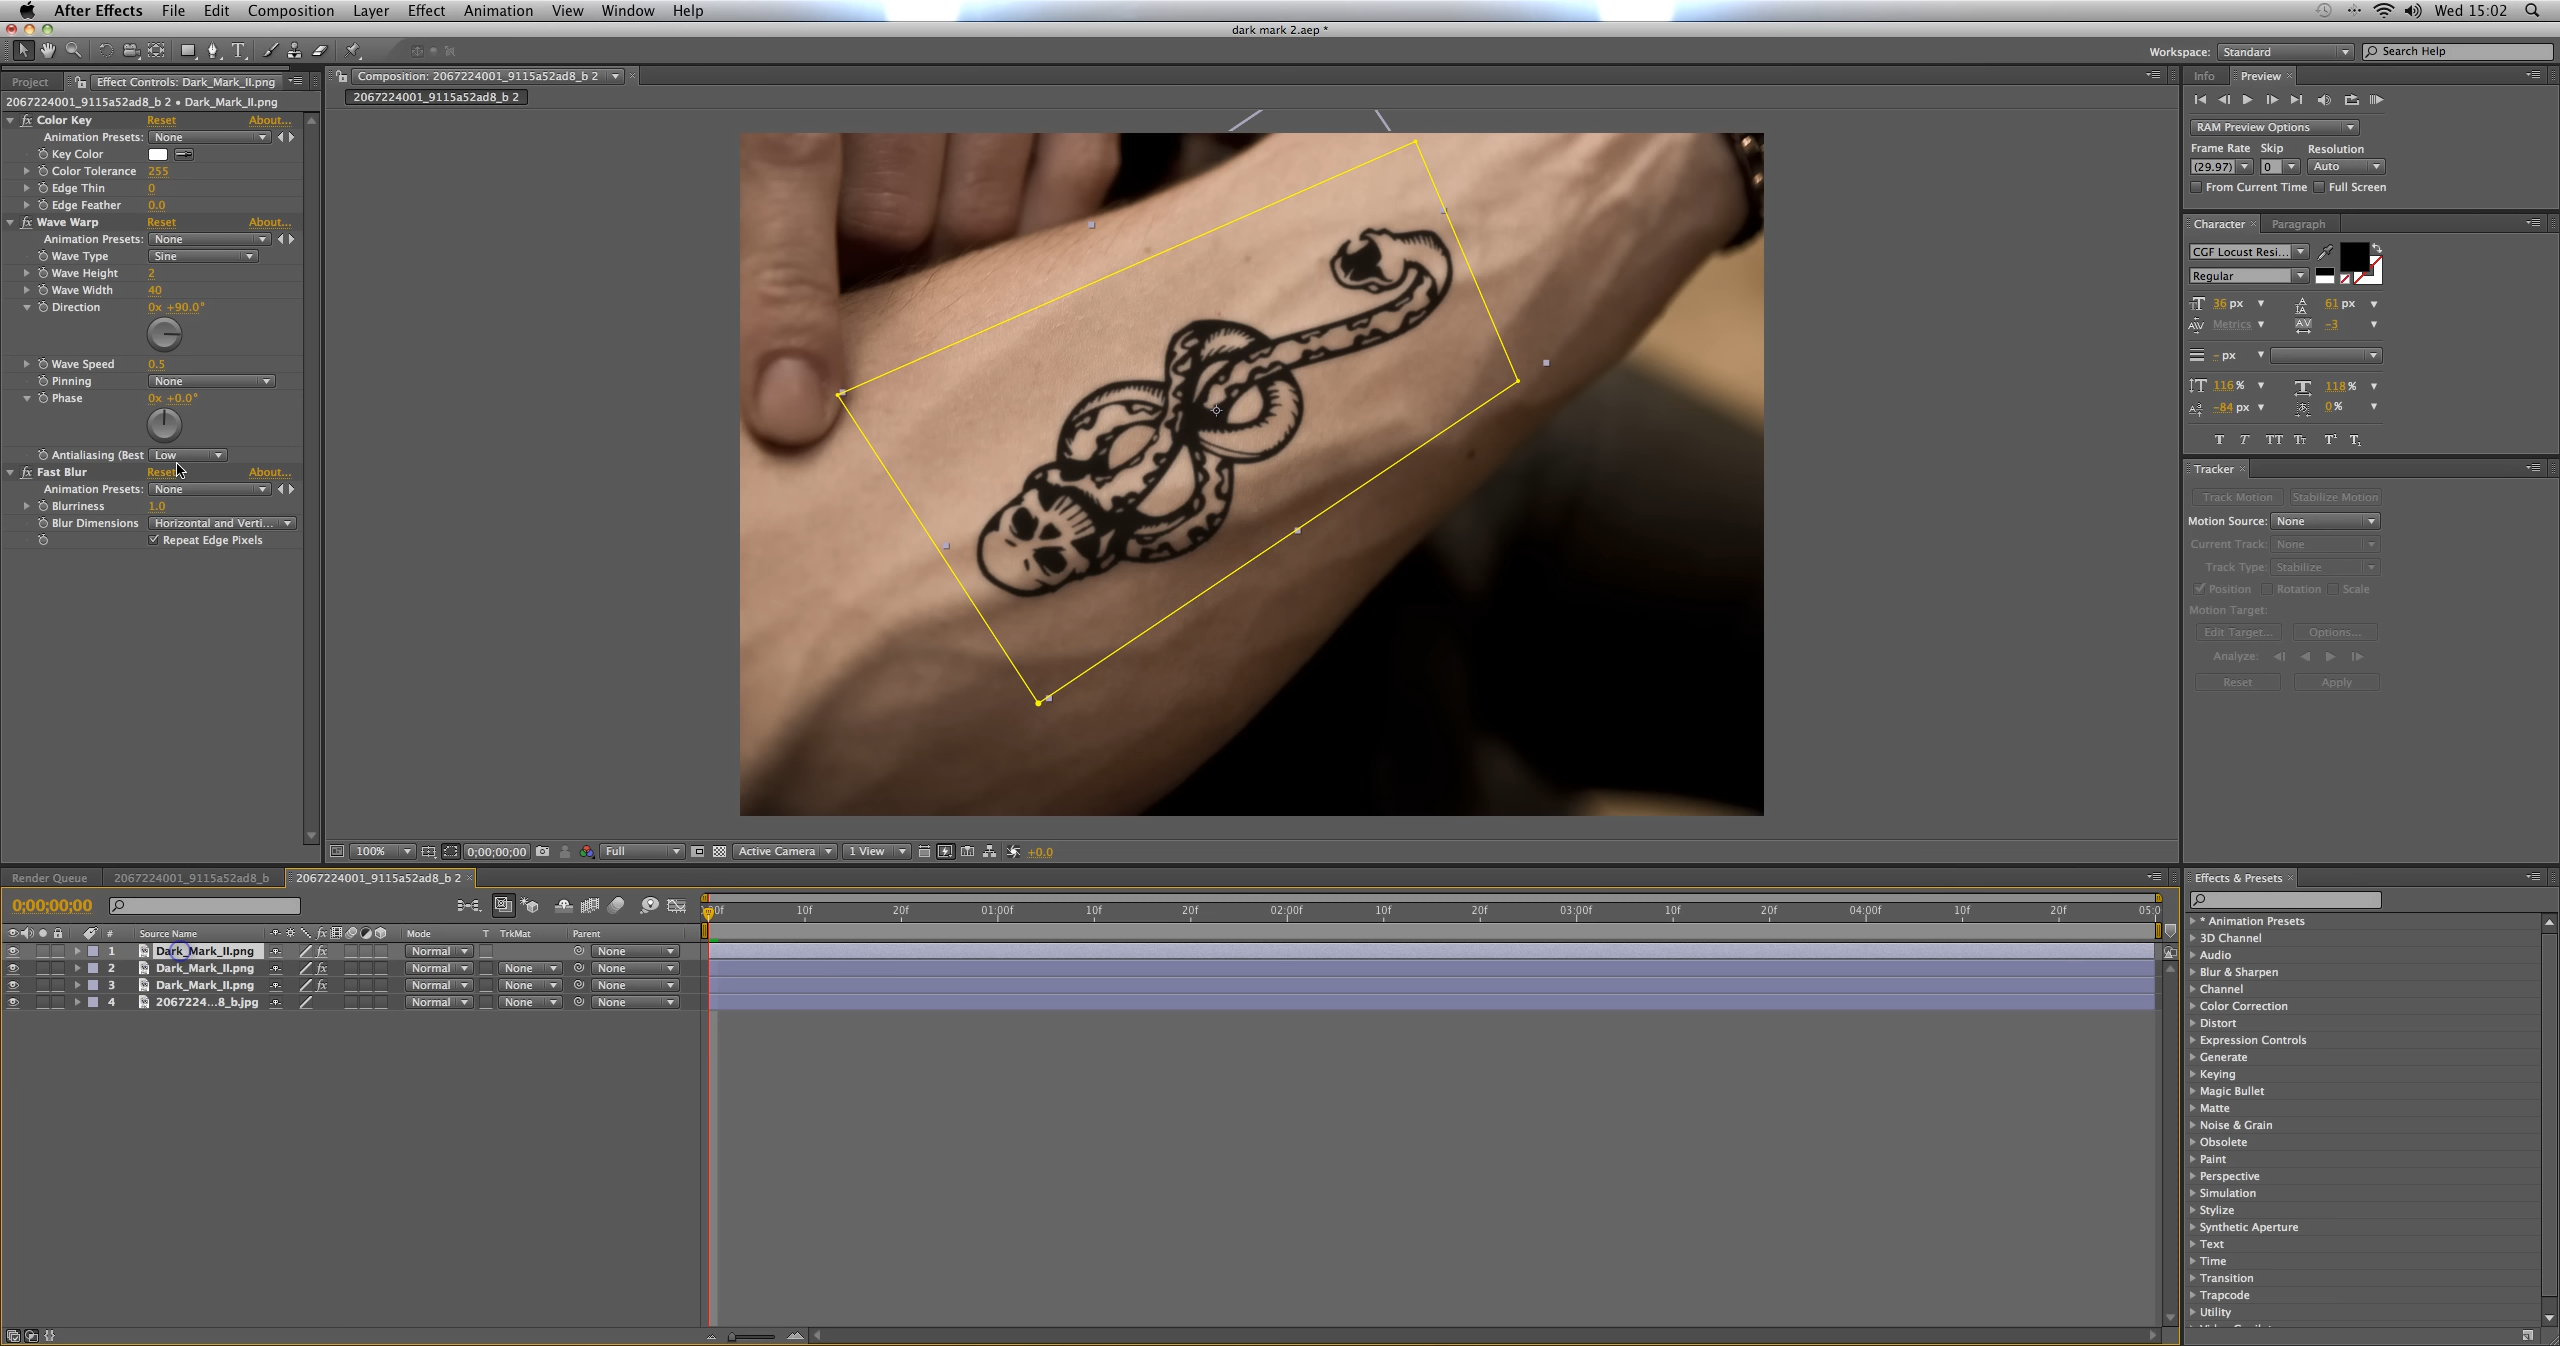 After Effects File Edit Composition Layer Effect Animation View Window Help Wed 15:02
dark mark 2.aep *
Workspace: Standard Search Help
Project Effect Controls: Dark_Mark_II.png
2067224001_9115a52ad8_b 2 • Dark_Mark_II.png
fx Color Key Reset About...
Animation Presets: None
Key Color
Color Tolerance 255
Edge Thin 0
Edge Feather 0.0
fx Wave Warp Reset About...
Animation Presets: None
Wave Type Sine
Wave Height 2
Wave Width 40
Direction 0x +90.0°
Wave Speed 0.5
Pinning None
Phase 0x +0.0°
Antialiasing (Best Low
fx Fast Blur Reset About...
Animation Presets: None
Blurriness 1.0
Blur Dimensions Horizontal and Verti...
Repeat Edge Pixels
Composition: 2067224001_9115a52ad8_b 2
2067224001_9115a52ad8_b 2
100% 0;00;00;00 Full Active Camera 1 View +0.0
Info Preview
RAM Preview Options
Frame Rate Skip Resolution
(29.97) 0 Auto
From Current Time Full Screen
Character Paragraph
CGF Locust Resi...
Regular
36 px 61 px
Metrics -3
- px
116 % 118 %
-84 px 0 %
T T TT Tt T¹ T₁
Tracker
Track Motion Stabilize Motion
Motion Source: None
Current Track: None
Track Type: Stabilize
Position Rotation Scale
Motion Target:
Edit Target... Options...
Analyze:
Reset Apply
Render Queue 2067224001_9115a52ad8_b 2067224001_9115a52ad8_b 2
0;00;00;00
00f 10f 20f 01:00f 10f 20f 02:00f 10f 20f 03:00f 10f 20f 04:00f 10f 20f 05:0
# Source Name fx Mode T TrkMat Parent
1 Dark_Mark_II.png fx Normal None
2 Dark_Mark_II.png fx Normal None None
3 Dark_Mark_II.png fx Normal None None
4 2067224...8_b.jpg Normal None None
Effects & Presets
* Animation Presets
3D Channel
Audio
Blur & Sharpen
Channel
Color Correction
Distort
Expression Controls
Generate
Keying
Magic Bullet
Matte
Noise & Grain
Obsolete
Paint
Perspective
Simulation
Stylize
Synthetic Aperture
Text
Time
Transition
Trapcode
Utility